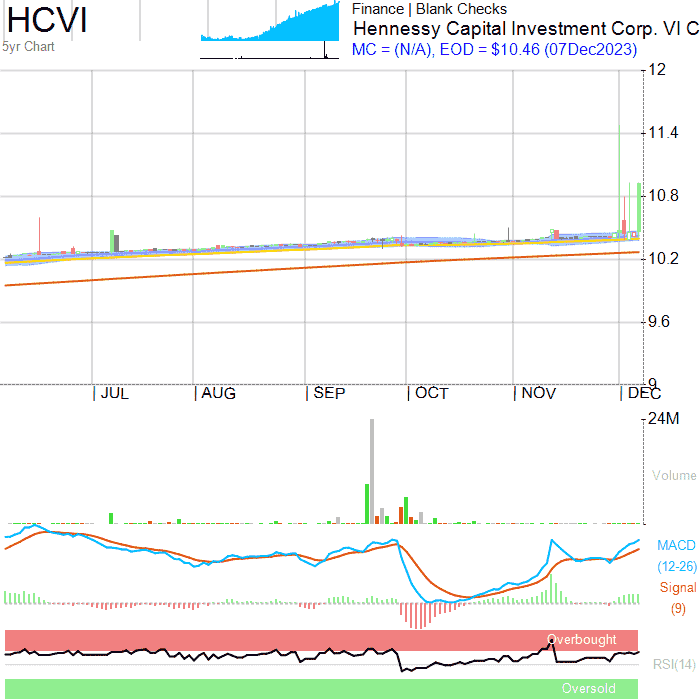 HCVI
5yr Chart
Finance | Blank Checks
Hennessy Capital Investment Corp. VI C
MC = (N/A), EOD = $10.46 (07Dec2023)
12
11.4
10.8
10.2
9.6
9
JUL AUG SEP OCT NOV DEC
24M
Volume
MACD
(12-26)
Signal
(9)
Overbought
RSI(14)
Oversold